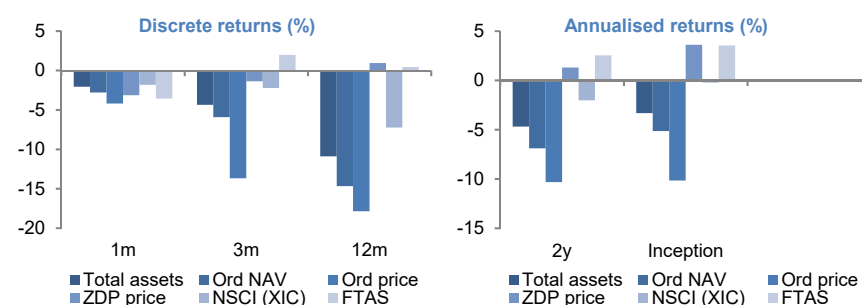 Discrete returns (%)
5
0
-5
-10
-15
-20
1m 3m 12m
Total assets Ord NAV Ord price
ZDP price NSCI (XIC) FTAS
Annualised returns (%)
5
0
-5
-10
-15
2y Inception
Total assets Ord NAV Ord price
ZDP price NSCI (XIC) FTAS